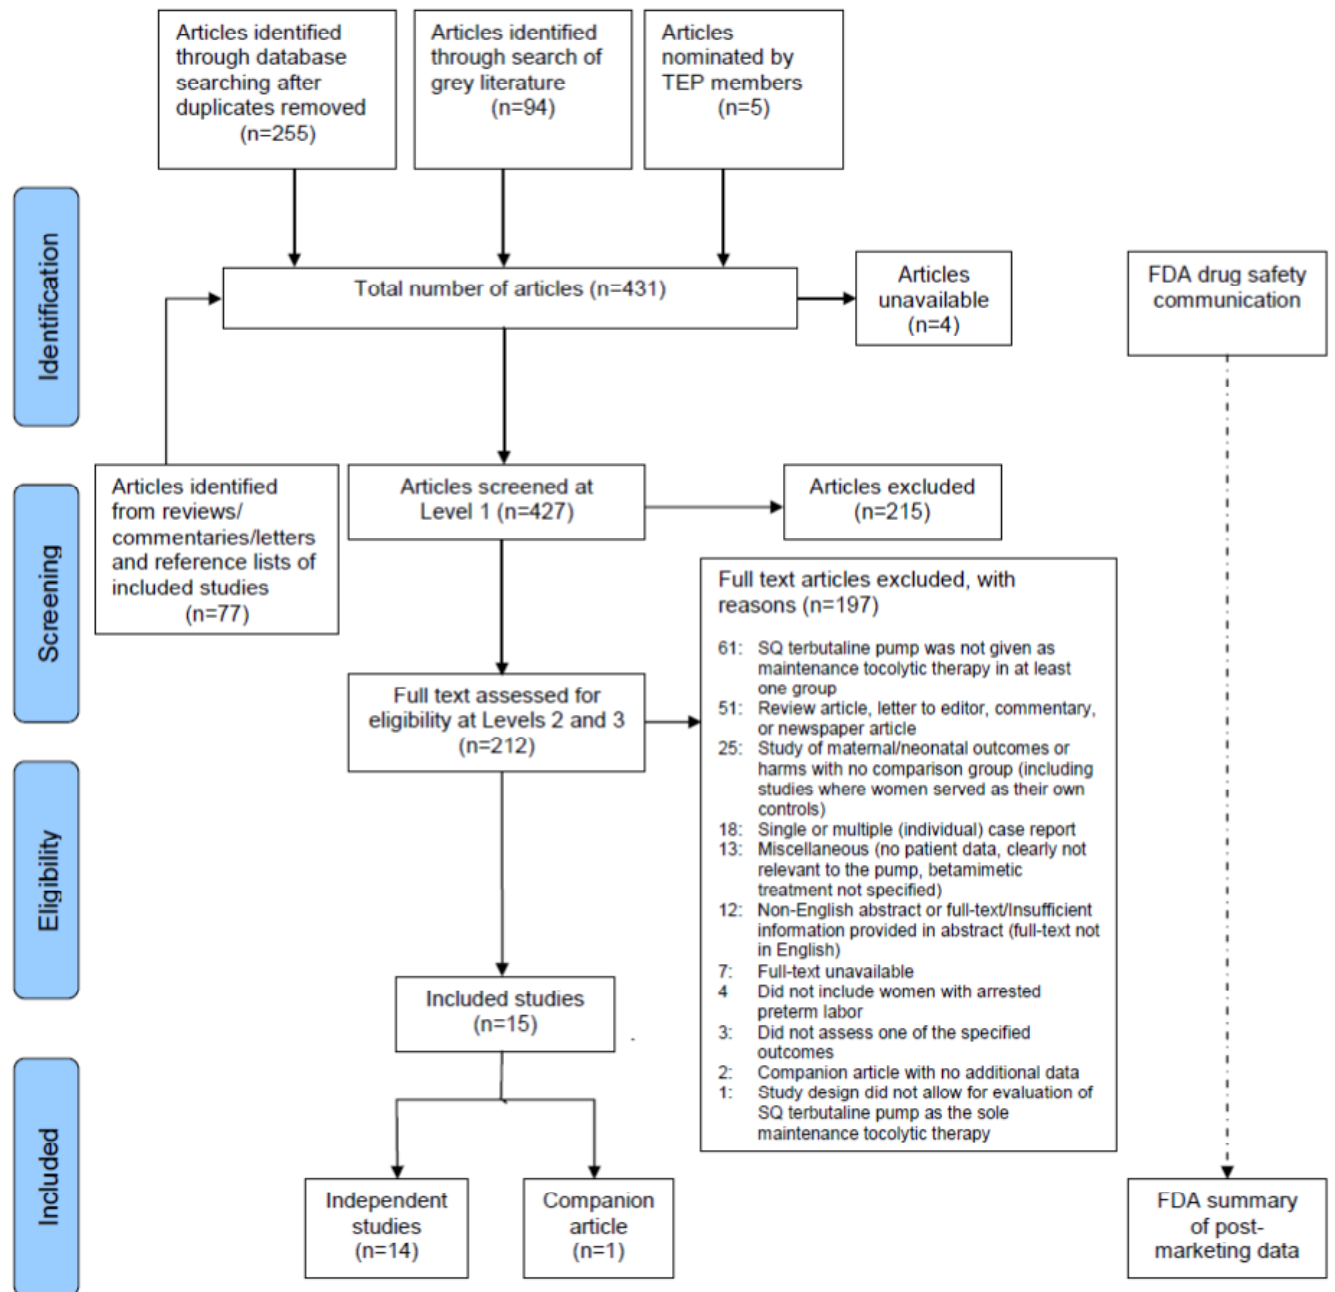 Articles identified
through database
searching after
duplicates removed
(n=255)
Articles identified
through search of
grey literature
(n=94)
Articles
nominated by
TEP members
(n=5)
Identification
Total number of articles (n=431)
Articles
unavailable
(n=4)
FDA drug safety
communication
Screening
Articles identified
from reviews/
commentaries/letters
and reference lists of
included studies
(n=77)
Articles screened at
Level 1 (n=427)
Articles excluded
(n=215)
Full text articles excluded, with
reasons (n=197)
61: SQ terbutaline pump was not given as
maintenance tocolytic therapy in at least
one group
51: Review article, letter to editor, commentary,
or newspaper article
25: Study of maternal/neonatal outcomes or
harms with no comparison group (including
studies where women served as their own
controls)
18: Single or multiple (individual) case report
13: Miscellaneous (no patient data, clearly not
relevant to the pump, betamimetic
treatment not specified)
12: Non-English abstract or full-text/Insufficient
information provided in abstract (full-text not
in English)
7: Full-text unavailable
4 Did not include women with arrested
preterm labor
3: Did not assess one of the specified
outcomes
2: Companion article with no additional data
1: Study design did not allow for evaluation of
SQ terbutaline pump as the sole
maintenance tocolytic therapy
Full text assessed for
eligibility at Levels 2 and 3
(n=212)
Eligibility
Included studies
(n=15)
Included
Independent
studies
(n=14)
Companion
article
(n=1)
FDA summary
of post-
marketing data